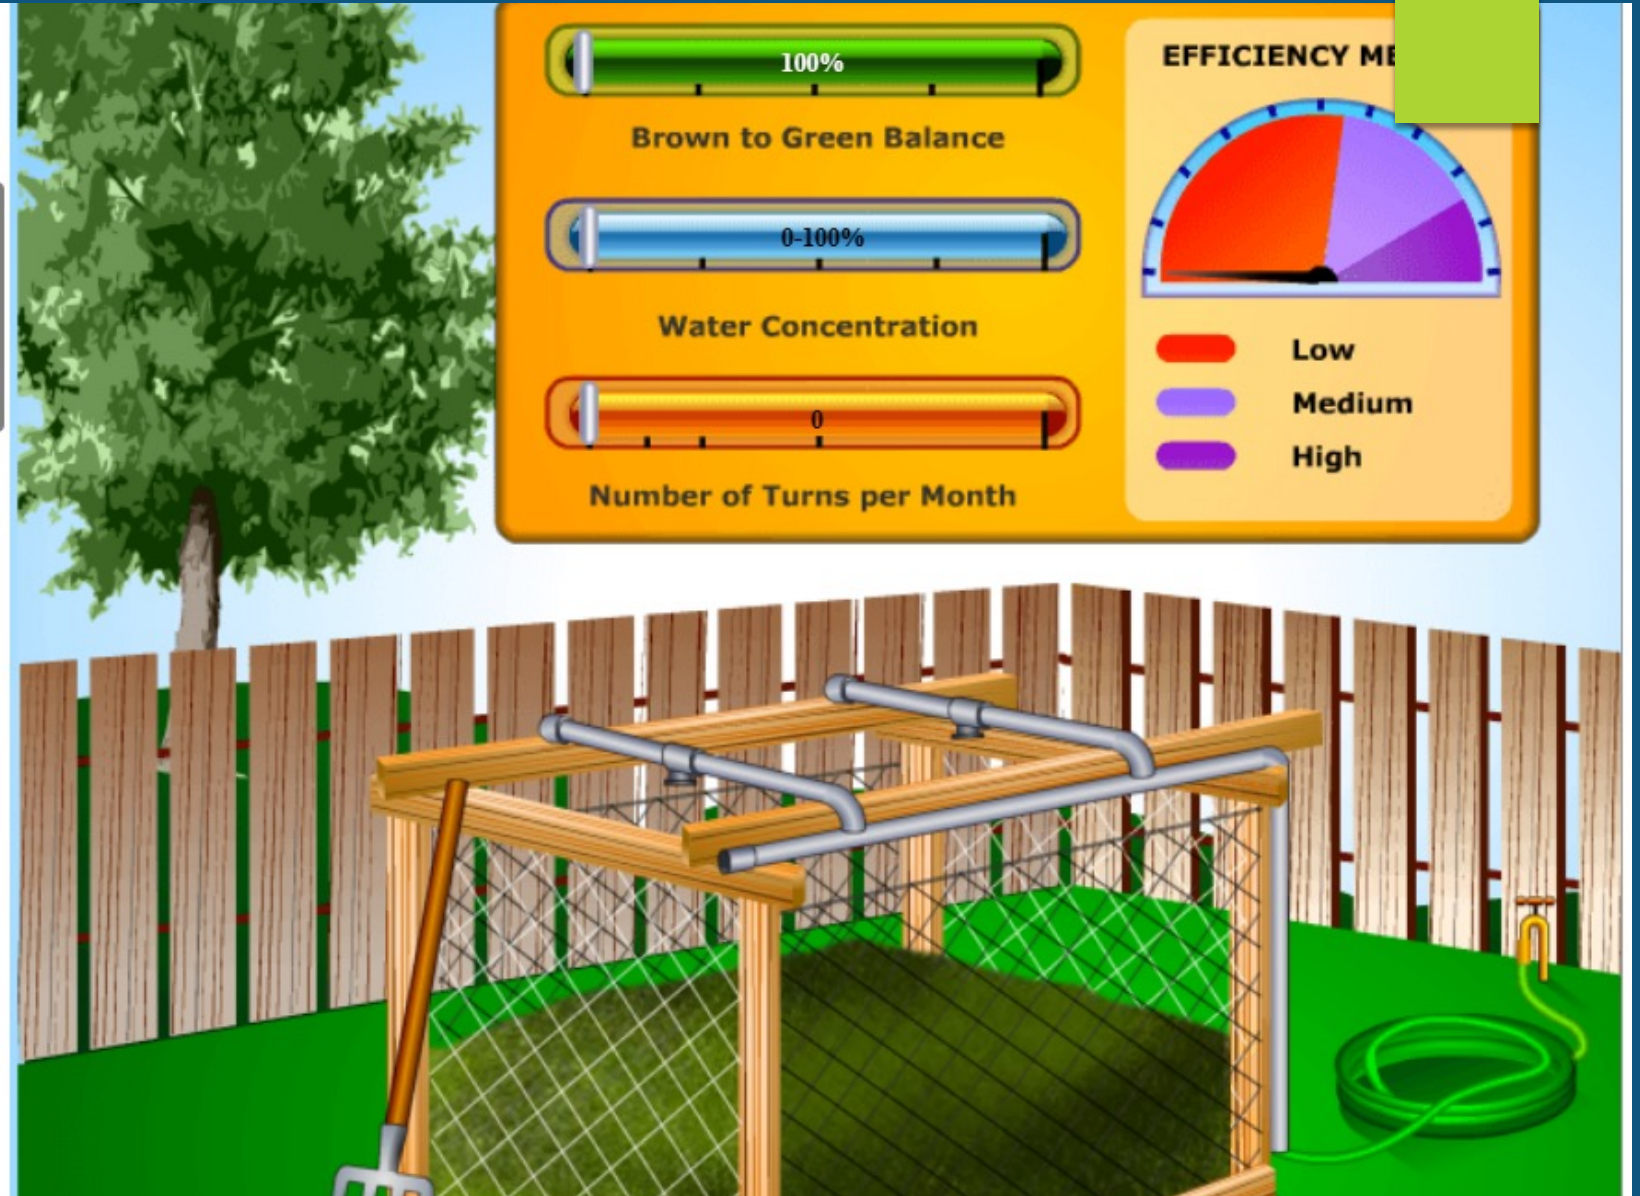 100%
Brown to Green Balance
0-100%
Water Concentration
0
Number of Turns per Month
EFFICIENCY
Low
Medium
High